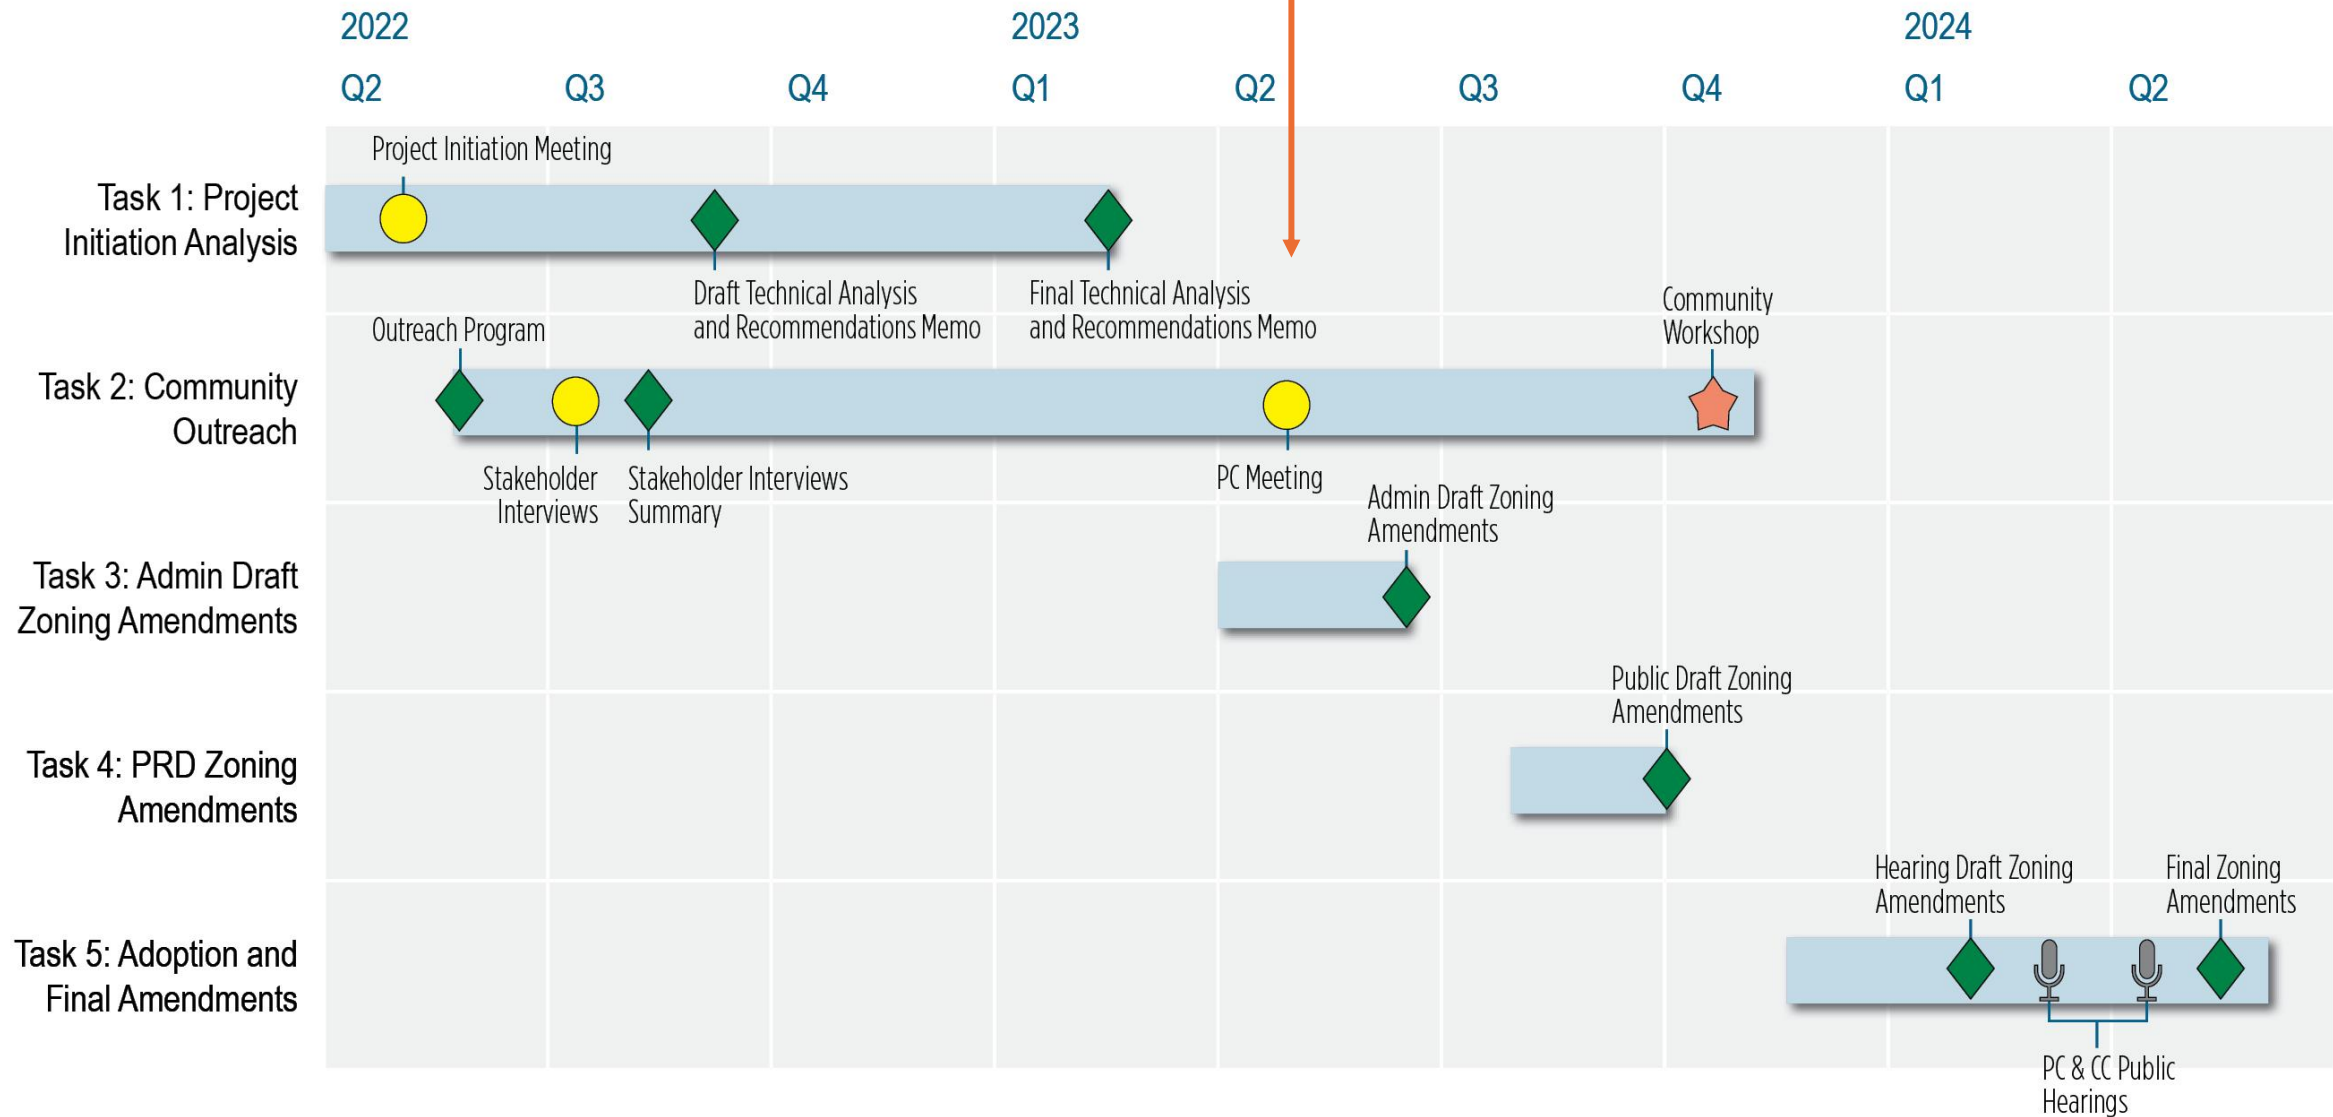 2022
2023
2024
Q2
Q3
Q4
Q1
Q2
Q3
Q4
Q1
Q2
Task 1: Project
Initiation Analysis
Project Initiation Meeting
Draft Technical Analysis
and Recommendations Memo
Final Technical Analysis
and Recommendations Memo
Task 2: Community
Outreach
Outreach Program
Stakeholder
Interviews
Stakeholder Interviews
Summary
PC Meeting
Community
Workshop
Task 3: Admin Draft
Zoning Amendments
Admin Draft Zoning
Amendments
Task 4: PRD Zoning
Amendments
Public Draft Zoning
Amendments
Task 5: Adoption and
Final Amendments
Hearing Draft Zoning
Amendments
Final Zoning
Amendments
PC & CC Public
Hearings